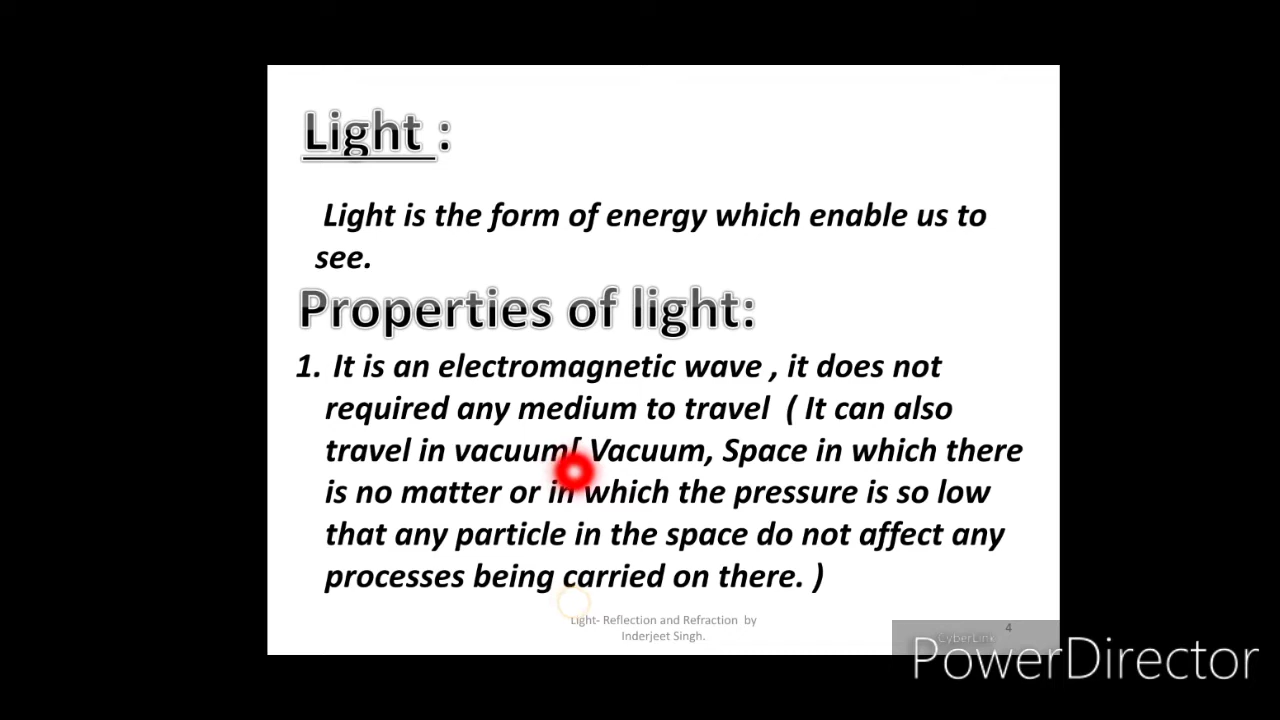 Light :
Light is the form of energy which enable us to
see.
Properties of light:
1. It is an electromagnetic wave , it does not
required any medium to travel ( It can also
travel in vacuum[ Vacuum, Space in which there
is no matter or in which the pressure is so low
that any particle in the space do not affect any
processes being carried on there. )
Light- Reflection and Refraction by
Inderjeet Singh.
4
CyberLink
PowerDirector